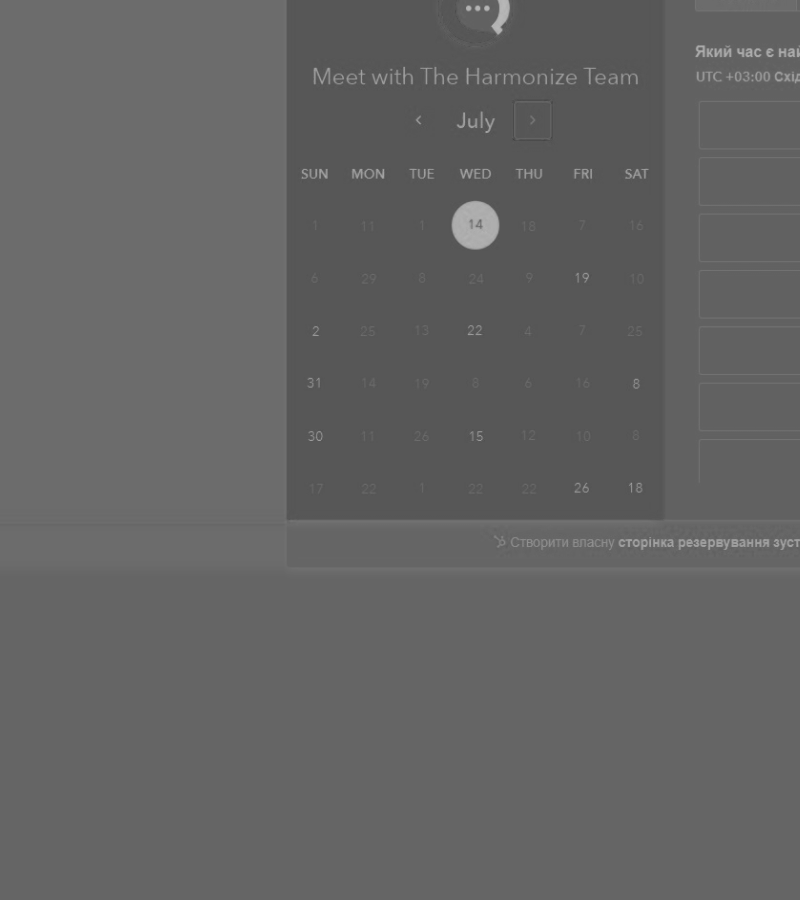 Meet with The Harmonize Team
July
SUN MON TUE WED THU FRI SAT
1 11 1 14 18 7 16
6 29 8 24 9 19 10
2 25 13 22 4 7 25
31 14 19 8 6 16 8
30 11 26 15 12 10 8
17 22 1 22 22 26 18
Який час є най
UTC +03:00 Схід
Створити власну сторінка резервування зуст